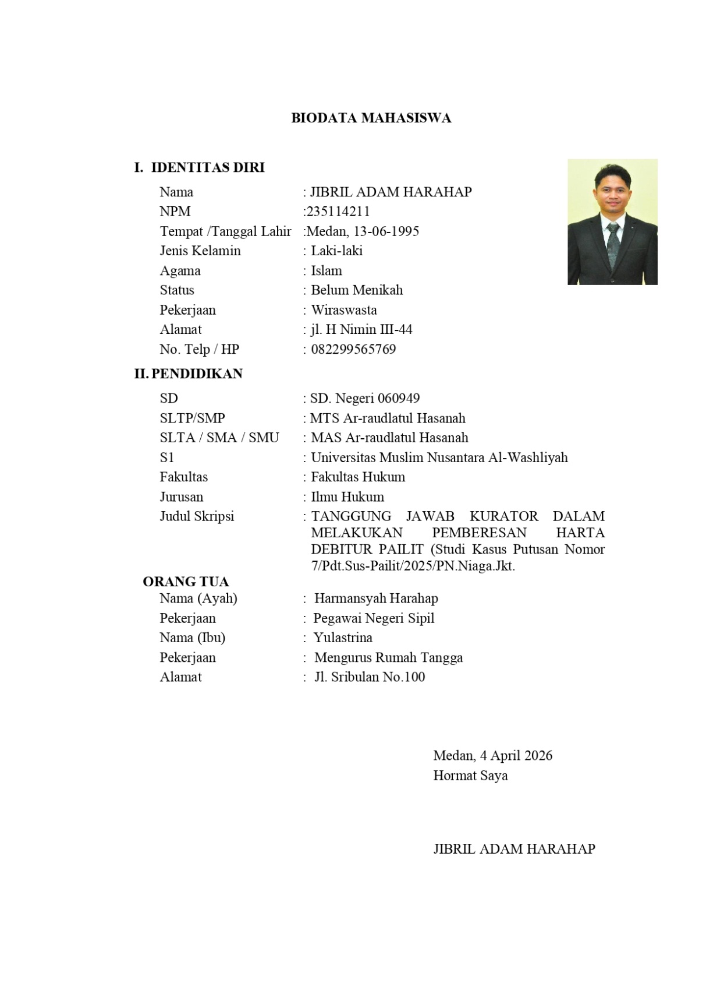 BIODATA MAHASISWA
I. IDENTITAS DIRI
Nama : JIBRIL ADAM HARAHAP
NPM :235114211
Tempat /Tanggal Lahir :Medan, 13-06-1995
Jenis Kelamin : Laki-laki
Agama : Islam
Status : Belum Menikah
Pekerjaan : Wiraswasta
Alamat : jl. H Nimin III-44
No. Telp / HP : 082299565769
II. PENDIDIKAN
SD : SD. Negeri 060949
SLTP/SMP : MTS Ar-raudlatul Hasanah
SLTA / SMA / SMU : MAS Ar-raudlatul Hasanah
S1 : Universitas Muslim Nusantara Al-Washliyah
Fakultas : Fakultas Hukum
Jurusan : Ilmu Hukum
Judul Skripsi : TANGGUNG JAWAB KURATOR DALAM
MELAKUKAN PEMBERESAN HARTA
DEBITUR PAILIT (Studi Kasus Putusan Nomor
7/Pdt.Sus-Pailit/2025/PN.Niaga.Jkt.
ORANG TUA
Nama (Ayah) : Harmansyah Harahap
Pekerjaan : Pegawai Negeri Sipil
Nama (Ibu) : Yulastrina
Pekerjaan : Mengurus Rumah Tangga
Alamat : Jl. Sribulan No.100
Medan, 4 April 2026
Hormat Saya
JIBRIL ADAM HARAHAP